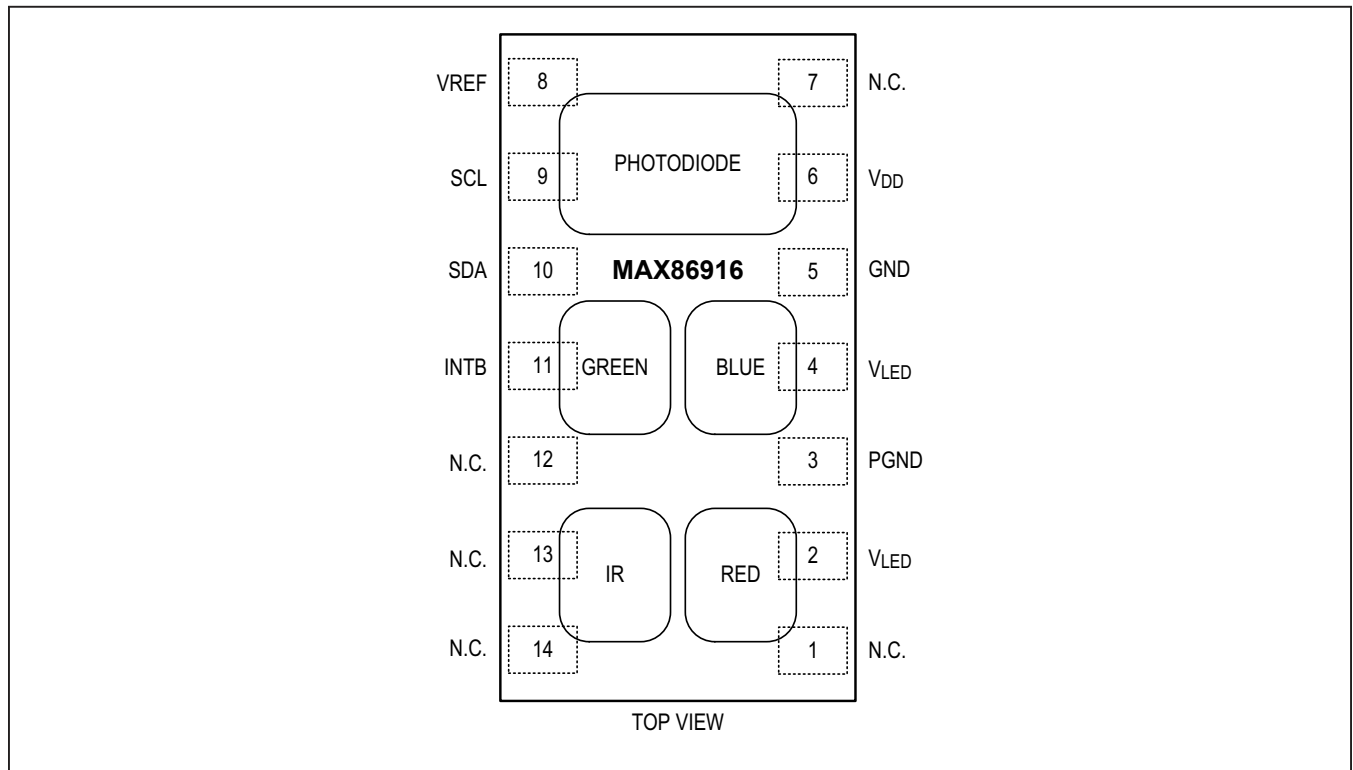 VREF 8 7 N.C.
PHOTODIODE
SCL 9 6 VDD
SDA 10 MAX86916 5 GND
INTB 11 GREEN BLUE 4 VLED
N.C. 12 3 PGND
N.C. 13 2 VLED
IR RED
N.C. 14 1 N.C.
TOP VIEW